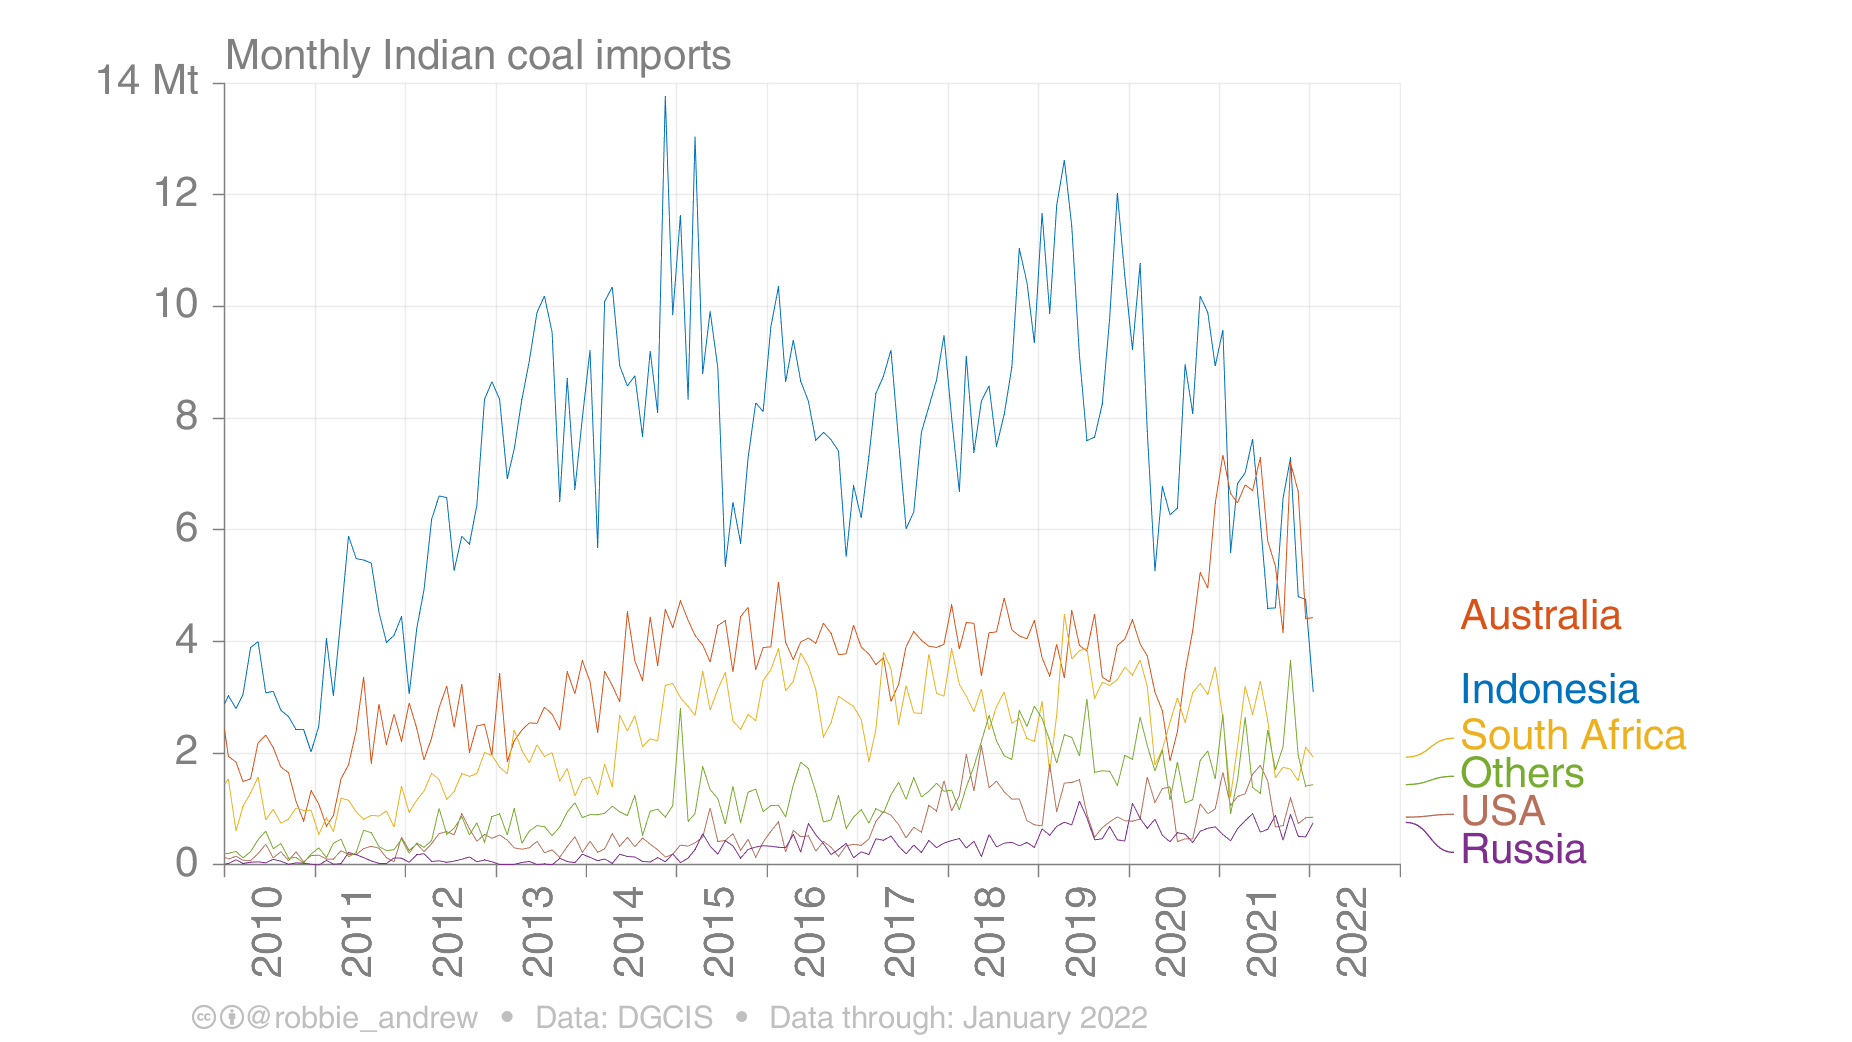 Monthly Indian coal imports
14 Mt
12
10
8
6
4
2
0
2010 2011 2012 2013 2014 2015 2016 2017 2018 2019 2020 2021 2022
Australia
Indonesia
South Africa
Others
USA
Russia
@robbie_andrew • Data: DGCIS • Data through: January 2022